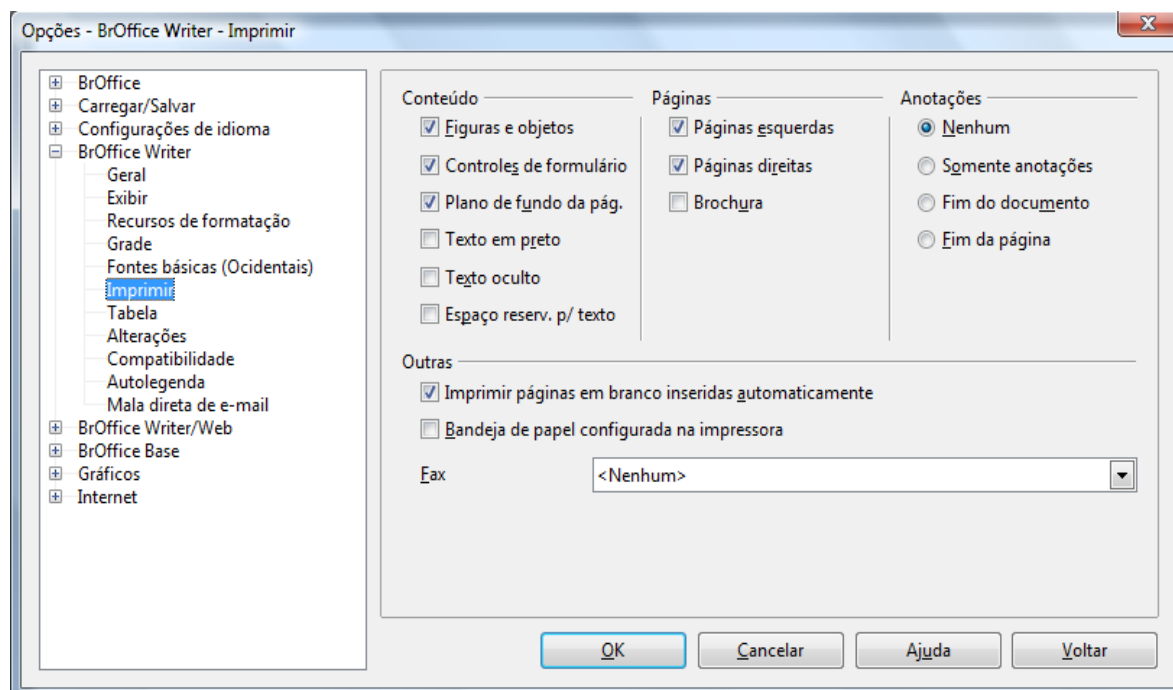 Opções - BrOffice Writer - Imprimir
X
BrOffice
Carregar/Salvar
Configurações de idioma
BrOffice Writer
Geral
Exibir
Recursos de formatação
Grade
Fontes básicas (Ocidentais)
Imprimir
Tabela
Alterações
Compatibilidade
Autolegenda
Mala direta de e-mail
BrOffice Writer/Web
BrOffice Base
Gráficos
Internet
Conteúdo
Figuras e objetos
Controles de formulário
Plano de fundo da pág.
Texto em preto
Texto oculto
Espaço reserv. p/ texto
Páginas
Páginas esquerdas
Páginas direitas
Brochura
Anotações
Nenhum
Somente anotações
Fim do documento
Fim da página
Outras
Imprimir páginas em branco inseridas automaticamente
Bandeja de papel configurada na impressora
Fax <Nenhum>
OK Cancelar Ajuda Voltar